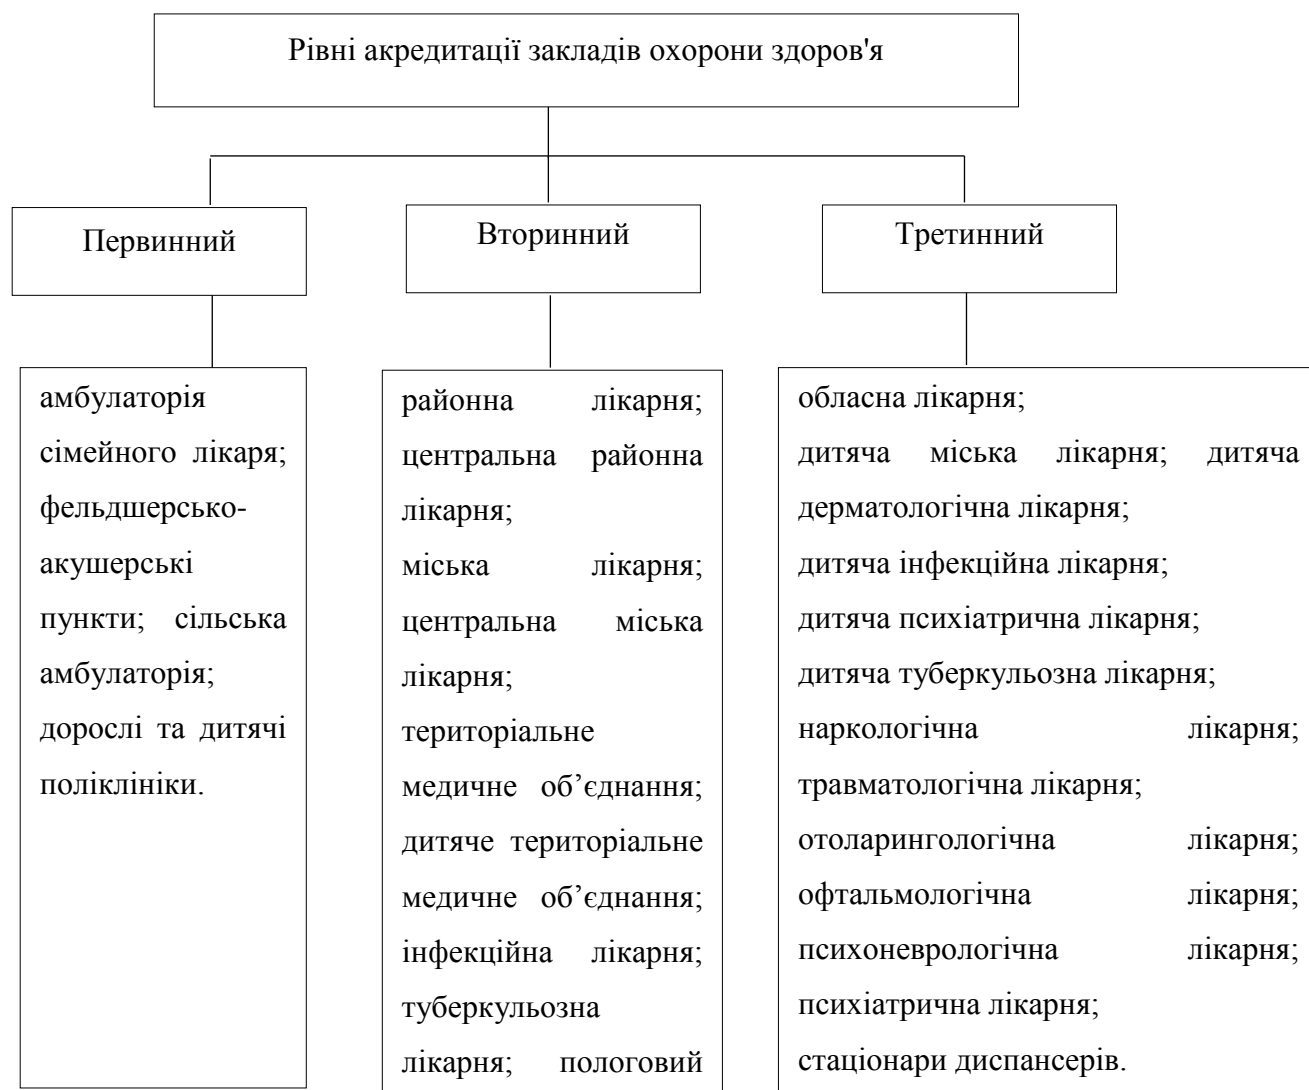 Рівні акредитації закладів охорони здоров'я
Первинний
Вторинний
Третинний
амбулаторія
сімейного лікаря;
фельдшерсько-
акушерські
пункти; сільська
амбулаторія;
дорослі та дитячі
поліклініки.
районна лікарня;
центральна районна
лікарня;
міська лікарня;
центральна міська
лікарня;
територіальне
медичне об’єднання;
дитяче територіальне
медичне об’єднання;
інфекційна лікарня;
туберкульозна
лікарня; пологовий
обласна лікарня;
дитяча міська лікарня; дитяча
дерматологічна лікарня;
дитяча інфекційна лікарня;
дитяча психіатрична лікарня;
дитяча туберкульозна лікарня;
наркологічна лікарня;
травматологічна лікарня;
отоларингологічна лікарня;
офтальмологічна лікарня;
психоневрологічна лікарня;
психіатрична лікарня;
стаціонари диспансерів.